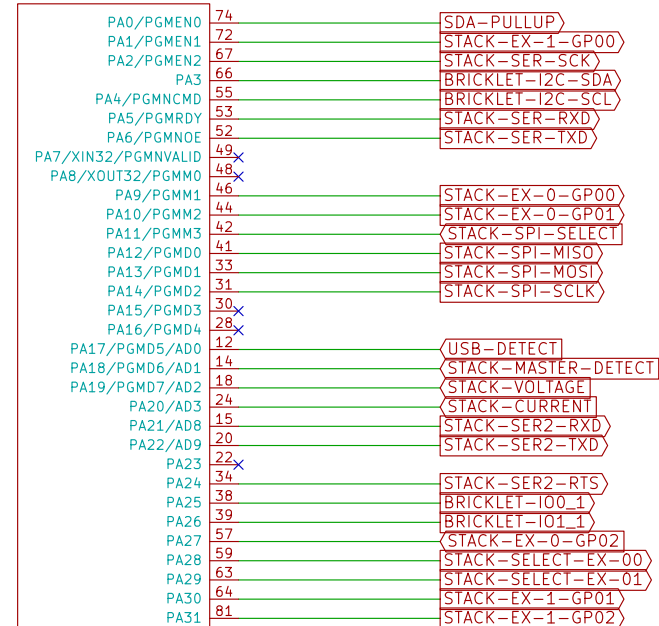 PA0/PGMEN0 74 SDA-PULLUP
PA1/PGMEN1 72 STACK-EX-1-GP00
PA2/PGMEN2 67 STACK-SER-SCK
PA3 66 BRICKLET-I2C-SDA
PA4/PGMNCMD 55 BRICKLET-I2C-SCL
PA5/PGMRDY 53 STACK-SER-RXD
PA6/PGMNOE 52 STACK-SER-TXD
PA7/XIN32/PGMNVALID 49
PA8/XOUT32/PGMM0 48
PA9/PGMM1 46 STACK-EX-0-GP00
PA10/PGMM2 44 STACK-EX-0-GP01
PA11/PGMM3 42 STACK-SPI-SELECT
PA12/PGMD0 41 STACK-SPI-MISO
PA13/PGMD1 33 STACK-SPI-MOSI
PA14/PGMD2 31 STACK-SPI-SCLK
PA15/PGMD3 30
PA16/PGMD4 28
PA17/PGMD5/AD0 12 USB-DETECT
PA18/PGMD6/AD1 14 STACK-MASTER-DETECT
PA19/PGMD7/AD2 18 STACK-VOLTAGE
PA20/AD3 24 STACK-CURRENT
PA21/AD8 15 STACK-SER2-RXD
PA22/AD9 20 STACK-SER2-TXD
PA23 22
PA24 34 STACK-SER2-RTS
PA25 38 BRICKLET-IO0_1
PA26 39 BRICKLET-IO1_1
PA27 57 STACK-EX-0-GP02
PA28 59 STACK-SELECT-EX-00
PA29 63 STACK-SELECT-EX-01
PA30 64 STACK-EX-1-GP01
PA31 81 STACK-EX-1-GP02